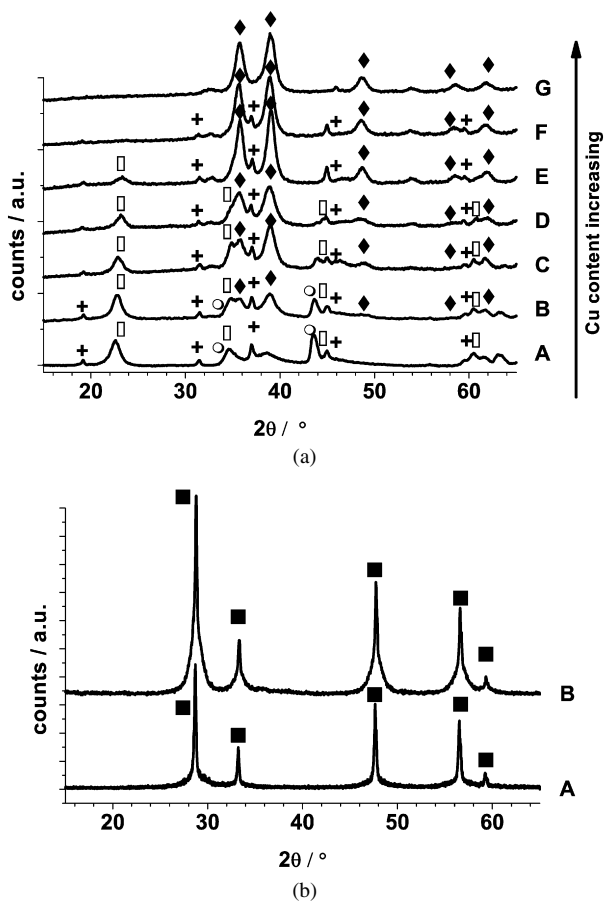 (a)
counts / a.u.
G
F
E
D
C
B
A
Cu content increasing
20 30 40 50 60
2θ / °
(a)
counts / a.u.
B
A
20 30 40 50 60
2θ / °
(b)